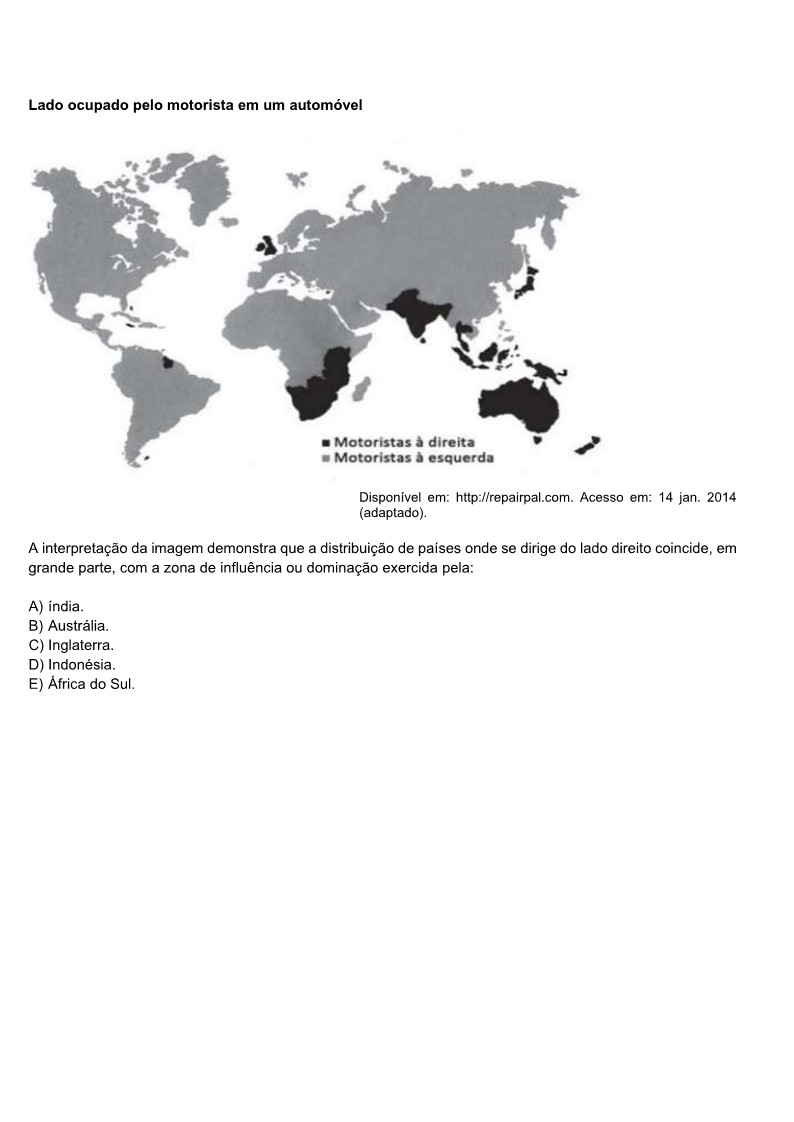 Lado ocupado pelo motorista em um automóvel
Motoristas à direita
Motoristas à esquerda
Disponível em: http://repairpal.com. Acesso em: 14 jan. 2014
(adaptado).
A interpretação da imagem demonstra que a distribuição de países onde se dirige do lado direito coincide, em
grande parte, com a zona de influência ou dominação exercida pela:
A) índia.
B) Austrália.
C) Inglaterra.
D) Indonésia.
E) África do Sul.